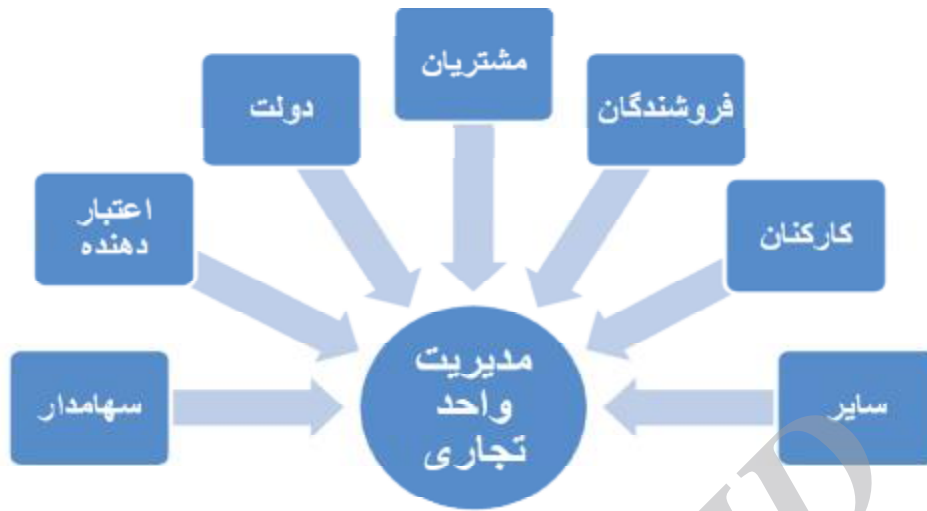 مشتریان
فروشندگان
دولت
کارکنان
اعتبار
دهنده
مدیریت
واحد
تجاری
سایر
سهامدار